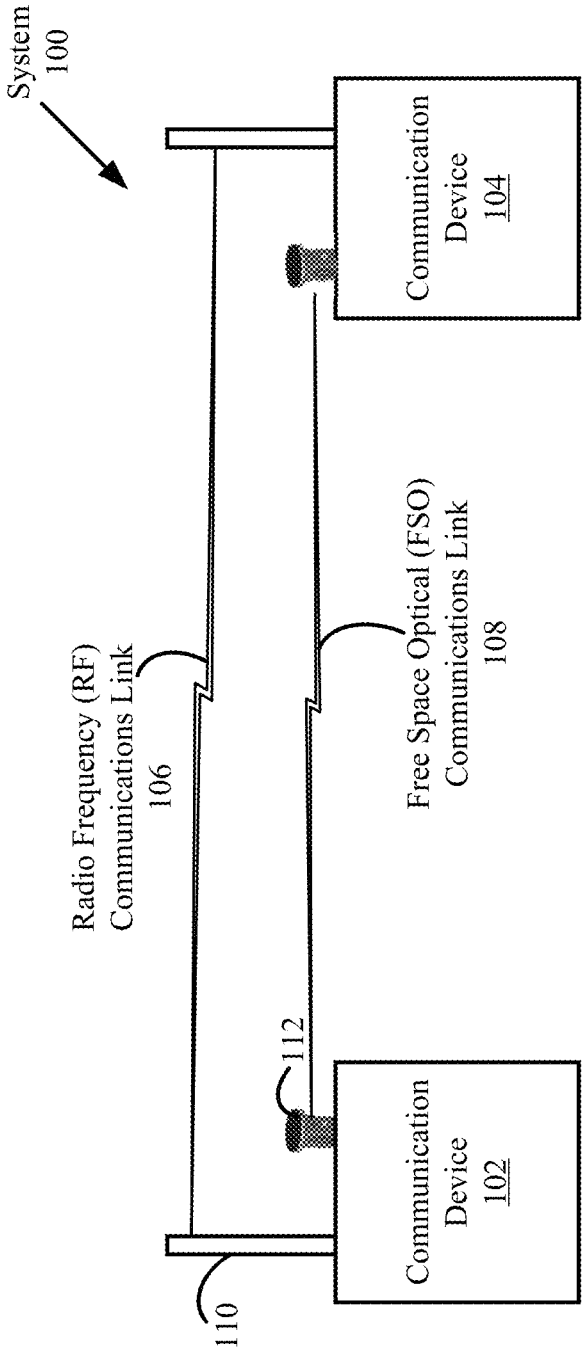 System
100
Radio Frequency (RF)
Communications Link
106
112
110
Free Space Optical (FSO)
Communications Link
108
Communication
Device
102
Communication
Device
104